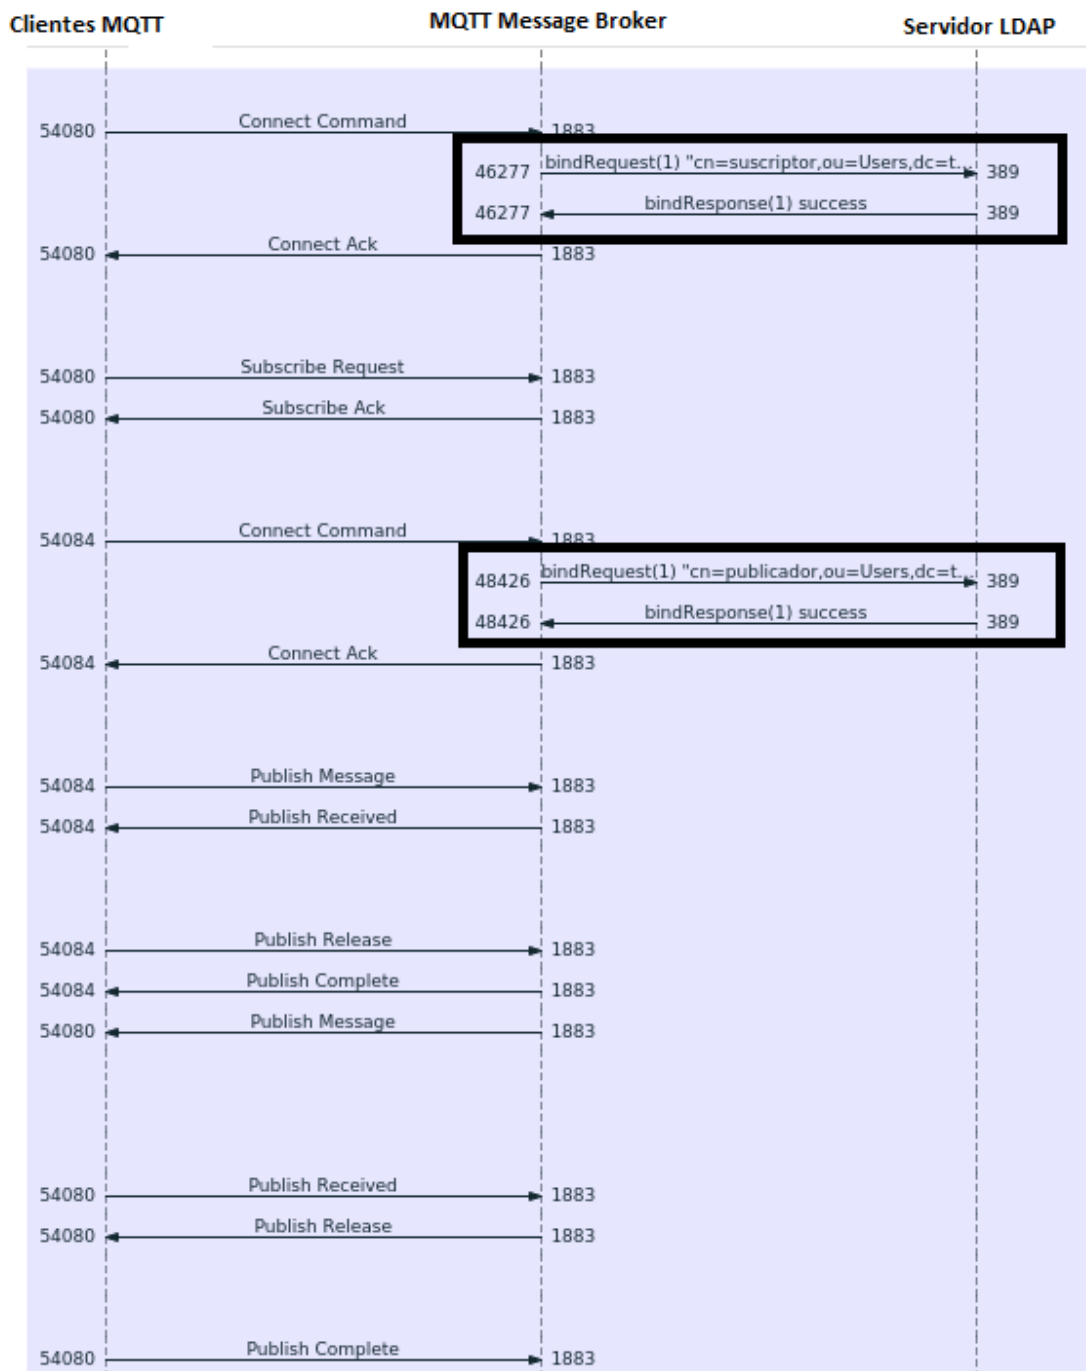 Clientes MQTT MQTT Message Broker Servidor LDAP
54080 Connect Command 1883
46277 bindRequest(1) "cn=suscriptor,ou=Users,dc=t... 389
46277 bindResponse(1) success 389
54080 Connect Ack 1883
54080 Subscribe Request 1883
54080 Subscribe Ack 1883
54084 Connect Command 1883
48426 bindRequest(1) "cn=publicador,ou=Users,dc=t... 389
48426 bindResponse(1) success 389
54084 Connect Ack 1883
54084 Publish Message 1883
54084 Publish Received 1883
54084 Publish Release 1883
54084 Publish Complete 1883
54080 Publish Message 1883
54080 Publish Received 1883
54080 Publish Release 1883
54080 Publish Complete 1883